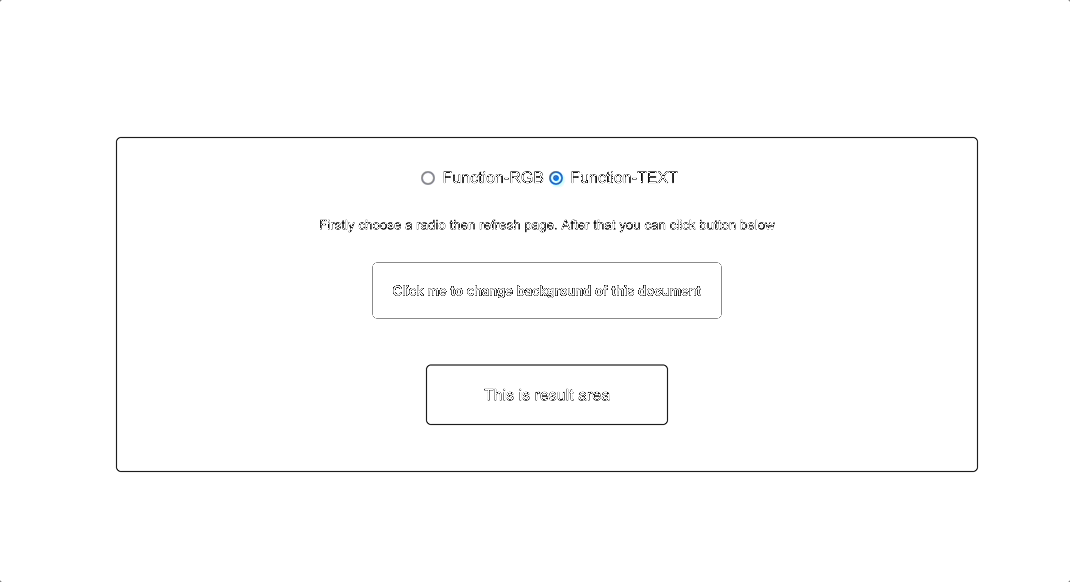 Function-RGB Function-TEXT
Firstly choose a radio then refresh page. After that you can click button below
Click me to change background of this document
This is result area